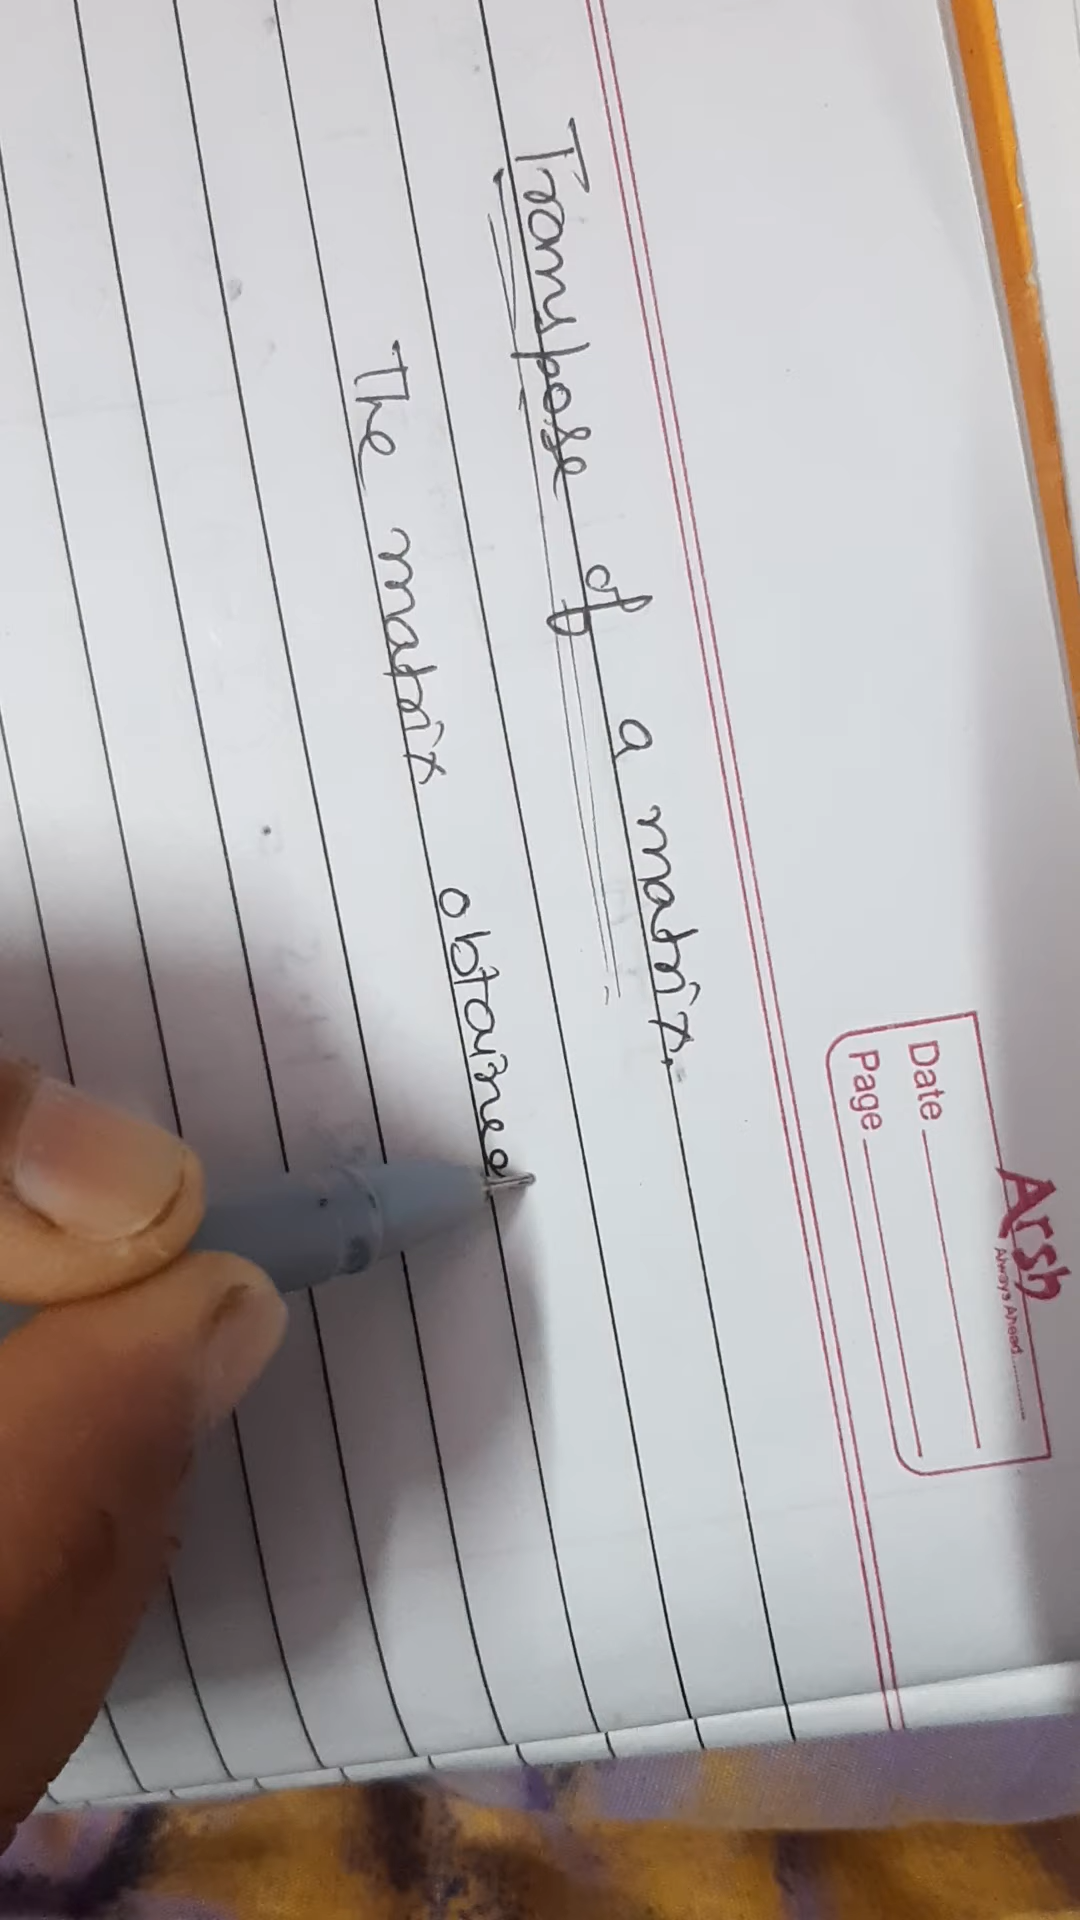 Arsh
Always Ahead..........
Date
Page
Transpose of a matrix.
The matrix obtained